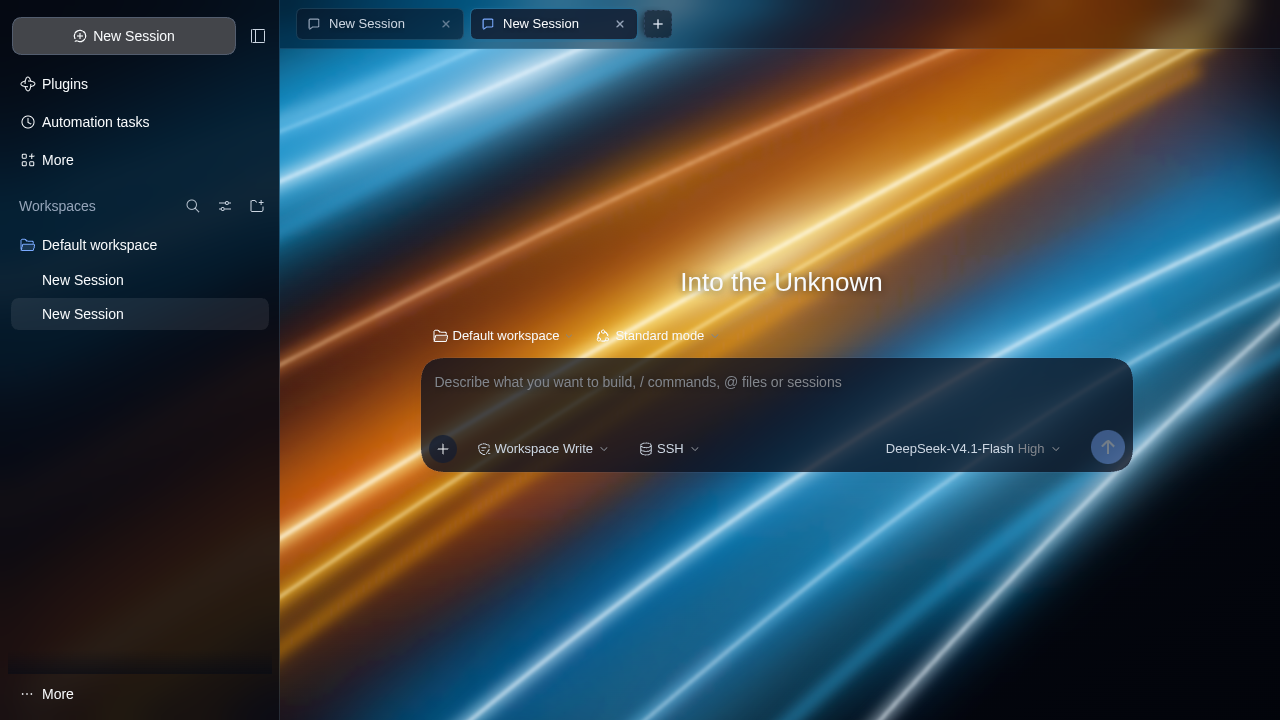 New Session
Plugins
Automation tasks
More
Workspaces
Default workspace
New Session
New Session
More
New Session
New Session
Into the Unknown
Default workspace
Standard mode
Describe what you want to build, / commands, @ files or sessions
Workspace Write
SSH
DeepSeek-V4.1-Flash High